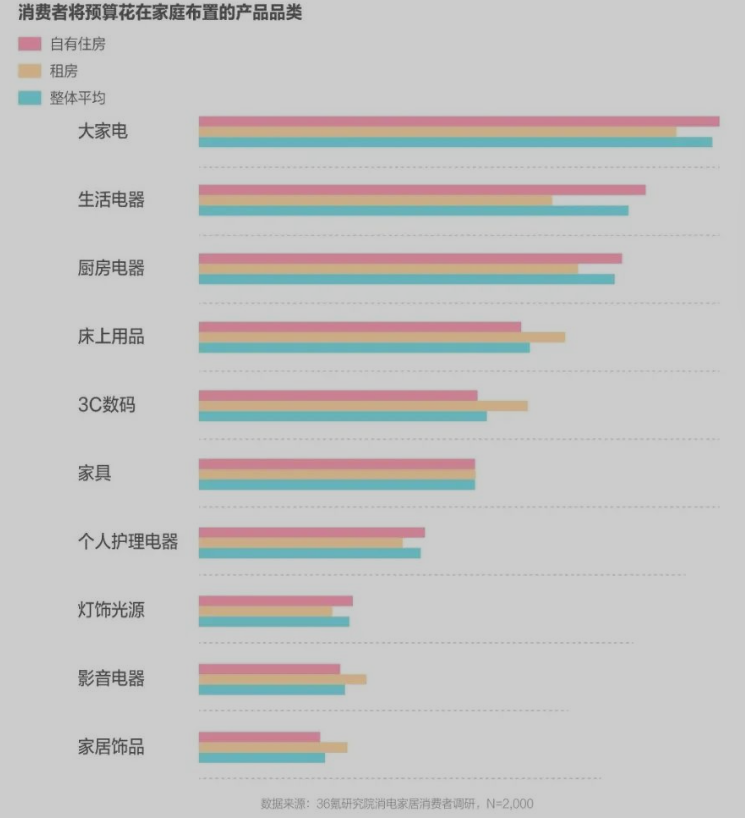 消费者将预算花在家庭布置的产品品类
自有住房
租房
整体平均
大家电
生活电器
厨房电器
床上用品
3C数码
家具
个人护理电器
灯饰光源
影音电器
家居饰品
数据来源：36氪研究院消电家居消费者调研，N=2,000